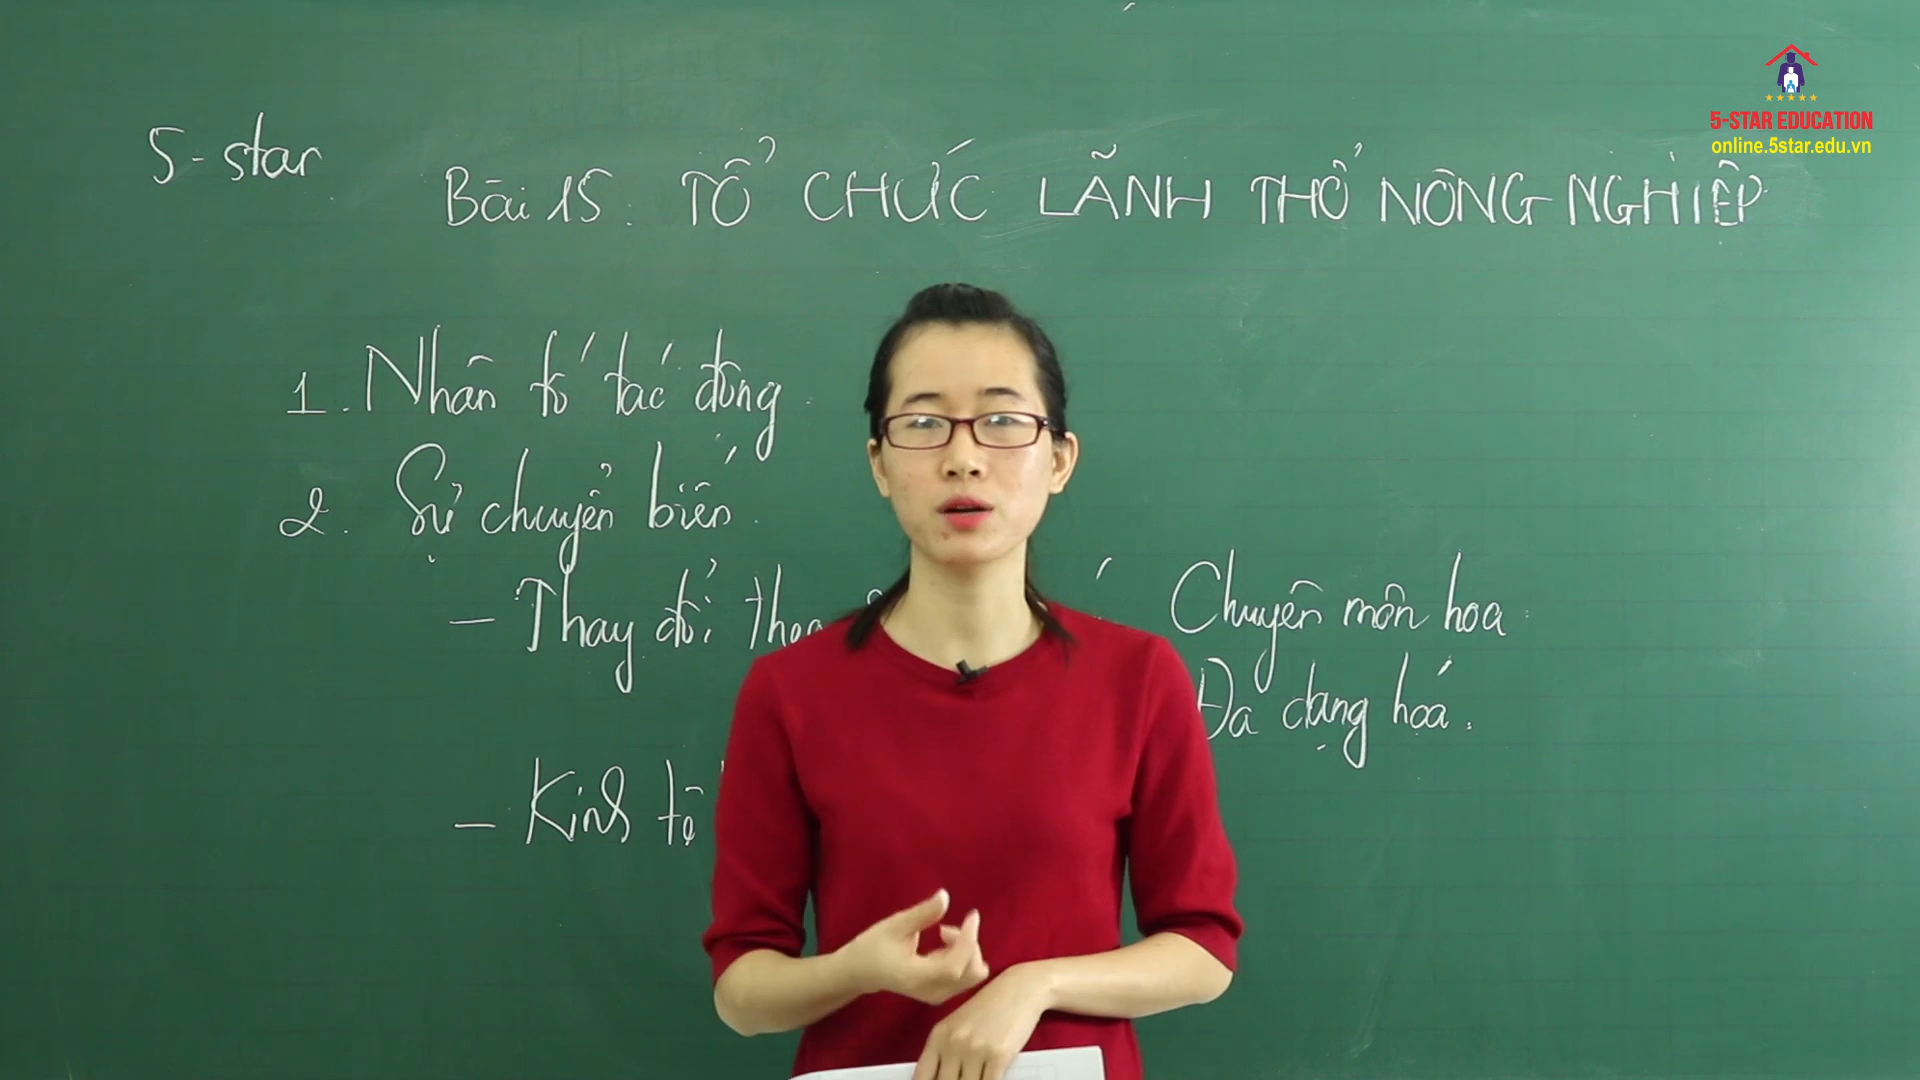 5-STAR EDUCATION
online.5star.edu.vn
5-star
Bài 15. TỔ CHỨC LÃNH THỔ NÔNG NGHIỆP
1. Nhân tố tác động.
2. Sự chuyển biến.
- Thay đổi theo Chuyên môn hoa
Đa dạng hoá.
- Kinh tế